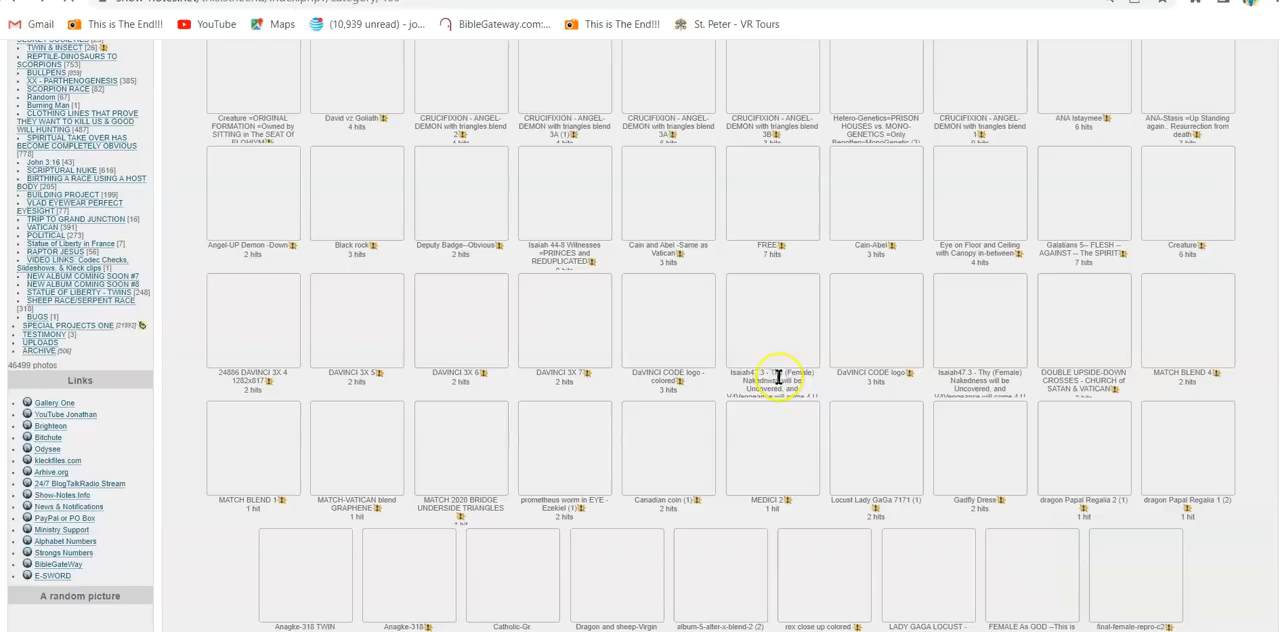 Gmail This is The End!!! YouTube Maps (10,939 unread) - jo... BibleGateway.com:... This is The End!!! St. Peter - VR Tours
TWIN & INSECT [26]
REPTILE-DINOSAURS TO
SCORPIONS [753]
BULLPENS [859]
XX - PARTHENOGENESIS [385]
SCORPION RACE [82]
Random [67]
Burning Man [1]
CLOTHING LINES THAT PROVE
THEY WANT TO KILL US & GOOD
WILL HUNTING [487]
SPIRITUAL TAKE OVER HAS
BECOME COMPLETELY OBVIOUS
[778]
John 3:16 [43]
SCRIPTURAL NUKE [616]
BIRTHING A RACE USING A HOST
BODY [205]
BUILDING PROJECT [199]
VLAD EYEWEAR PERFECT
EYESIGHT [77]
TRIP TO GRAND JUNCTION [16]
VATICAN [391]
POLITICAL [273]
Statue of Liberty in France [7]
RAPTOR JESUS [56]
VIDEO LINKS: Codec Checks,
Slideshows, & Kleck clips [1]
NEW ALBUM COMING SOON #7
NEW ALBUM COMING SOON #8
STATUE OF LIBERTY - TWINS [248]
SHEEP RACE/SERPENT RACE
[318]
BUGS [1]
SPECIAL PROJECTS ONE [21992]
TESTIMONY [3]
UPLOADS
ARCHIVE [506]
46499 photos
Links
Gallery One
YouTube Jonathan
Brighteon
Bitchute
Odysee
kleckfiles.com
Arhive.org
24/7 BlogTalkRadio Stream
Show-Notes.Info
News & Notifications
PayPal or PO Box
Ministry Support
Alphabet Numbers
Strongs Numbers
BibleGateWay
E-SWORD
A random picture
Creature =ORIGINAL
FORMATION =Owned by
SITTING in The SEAT Of
David vz Goliath
4 hits
CRUCIFIXION - ANGEL-
DEMON with triangles blend
2
CRUCIFIXION - ANGEL-
DEMON with triangles blend
3A (1)
CRUCIFIXION - ANGEL-
DEMON with triangles blend
3A
CRUCIFIXION - ANGEL-
DEMON with triangles blend
3B
Hetero-Genetics=PRISON
HOUSES vs. MONO-
GENETICS =Only
CRUCIFIXION - ANGEL-
DEMON with triangles blend
1
ANA Istaymee
6 hits
ANA-Stasis =Up Standing
again.. Resurrection from
death
Angel-UP Demon -Down
2 hits
Black rock
3 hits
Deputy Badge--Obvious
2 hits
Isaiah 44-8 Witnesses
=PRINCES and
REDUPLICATED
Cain and Abel -Same as
Vatican
3 hits
FREE
7 hits
Cain-Abel
3 hits
Eye on Floor and Ceiling
with Canopy in-between
4 hits
Galatians 5-- FLESH --
AGAINST -- The SPIRIT
7 hits
Creature
6 hits
24886 DAVINCI 3X 4
1282x817
2 hits
DAVINCI 3X 5
2 hits
DAVINCI 3X 6
2 hits
DAVINCI 3X 7
2 hits
DaVINCI CODE logo -
colored
3 hits
Isaiah47.3 - Thy (Female)
Nakedness will be
Uncovered, and
V4Vengeance will come 4 U
DaVINCI CODE logo
3 hits
Isaiah47.3 - Thy (Female)
Nakedness will be
Uncovered, and
V4Vengeance will come 4 U
DOUBLE UPSIDE-DOWN
CROSSES - CHURCH of
SATAN & VATICAN
MATCH BLEND 4
2 hits
MATCH BLEND 1
1 hit
MATCH-VATICAN blend
GRAPHENE
1 hit
MATCH 2020 BRIDGE
UNDERSIDE TRIANGLES
1 hit
prometheus worm in EYE -
Ezekiel (1)
2 hits
Canadian coin (1)
2 hits
MEDICI 2
1 hit
Locust Lady GaGa 7171 (1)
2 hits
Gadfly Dress
2 hits
dragon Papal Regalia 2 (1)
1 hit
dragon Papal Regalia 1 (2)
1 hit
Anagke-318 TWIN
Anagke-318
Catholic-Gr.
Dragon and sheep-Virgin
album-5-alter-x-blend-2 (2)
rex close up colored
LADY GAGA LOCUST -
FEMALE As GOD --This is
final-female-repro-c2